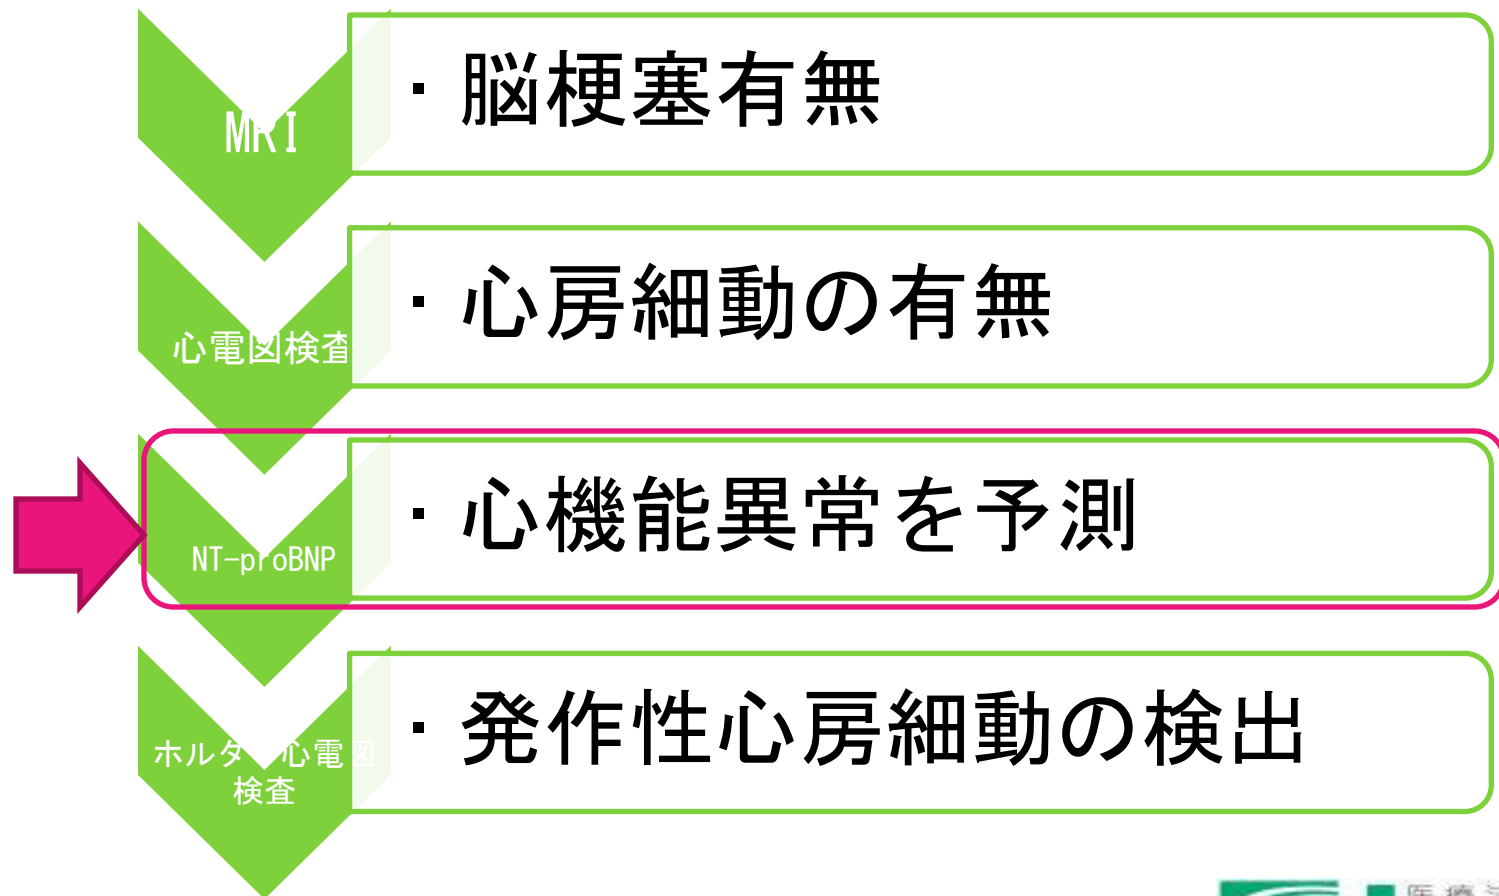 MRI
・脳梗塞有無
心電図検査
・心房細動の有無
NT-proBNP
・心機能異常を予測
ホルター心電図
検査
・発作性心房細動の検出